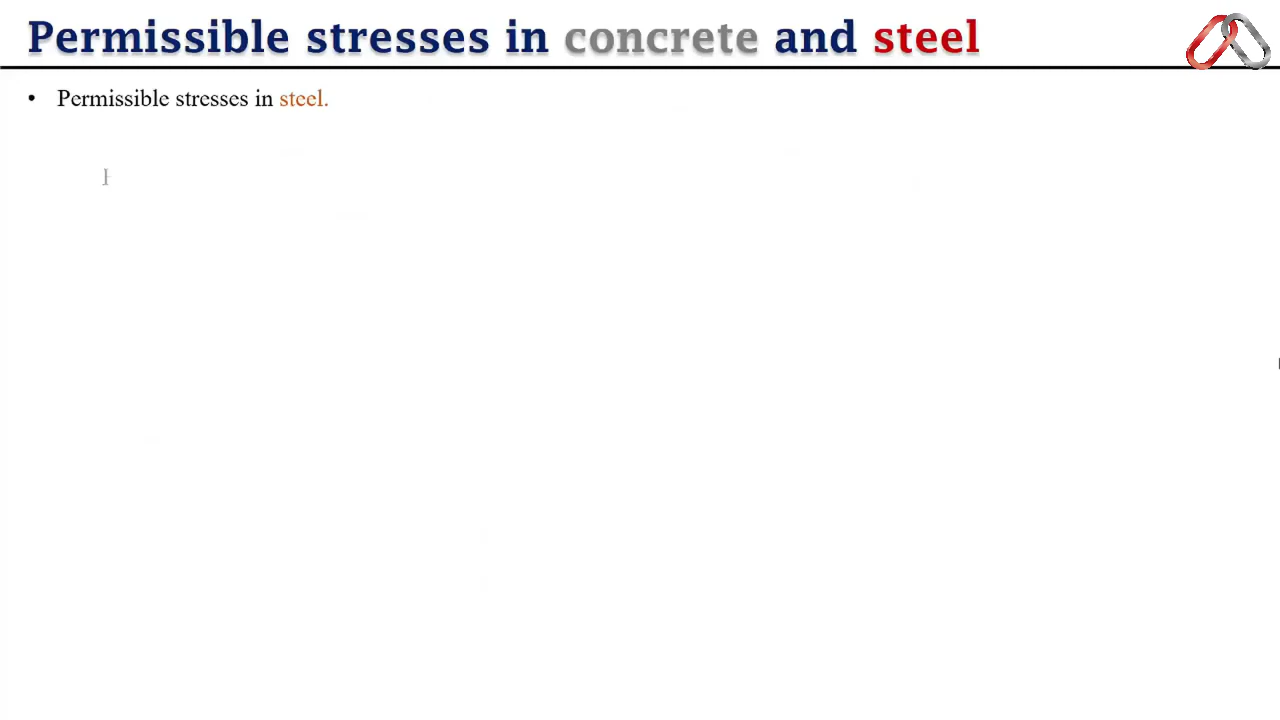 Permissible stresses in concrete and steel
• Permissible stresses in steel.